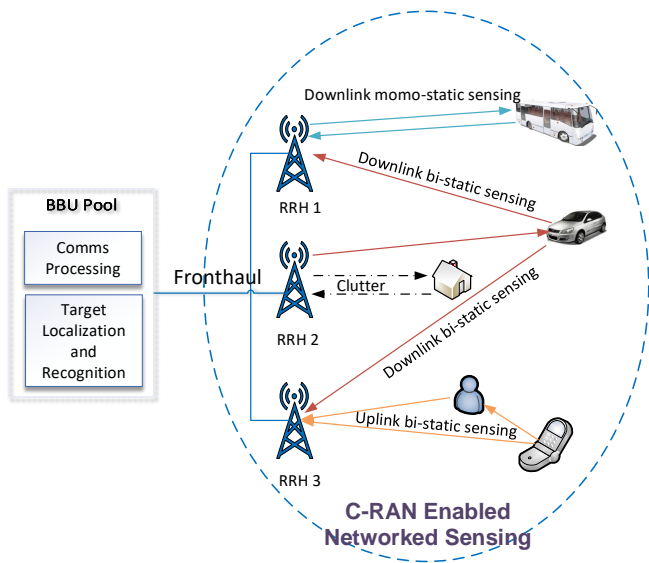 Downlink momo-static sensing
RRH 1
Downlink bi-static sensing
BBU Pool
Comms
Processing
Target
Localization
and
Recognition
Fronthaul
Clutter
RRH 2
Downlink bi-static sensing
Uplink bi-static sensing
RRH 3
C-RAN Enabled
Networked Sensing